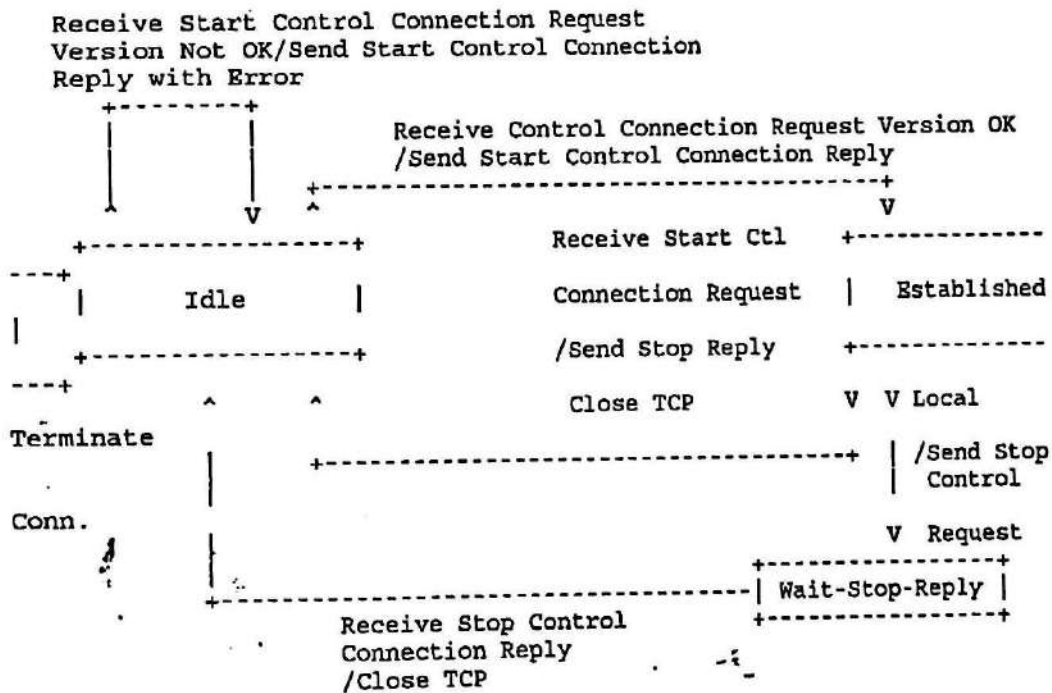 Receive Start Control Connection Request
Version Not OK/Send Start Control Connection
Reply with Error
Receive Control Connection Request Version OK
/Send Start Control Connection Reply
V
V
Receive Start Ctl
Idle
Connection Request
Established
/Send Stop Reply
Close TCP
V V Local
Terminate
/Send Stop
Control
Conn.
V Request
Wait-Stop-Reply
Receive Stop Control
Connection Reply
/Close TCP